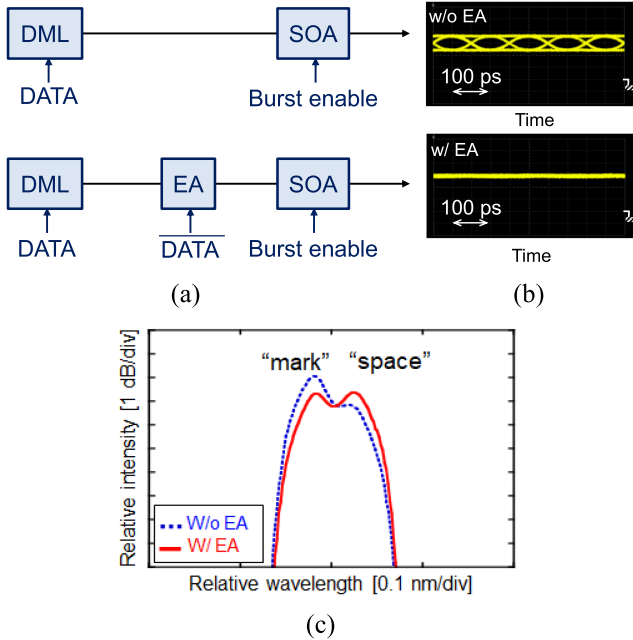 DML
SOA
DATA
Burst enable
w/o EA
100 ps
Time
DML
EA
SOA
DATA
DATA
Burst enable
w/ EA
100 ps
Time
(a)
(b)
Relative intensity [1 dB/div]
“mark” “space”
W/o EA
W/ EA
Relative wavelength [0.1 nm/div]
(c)